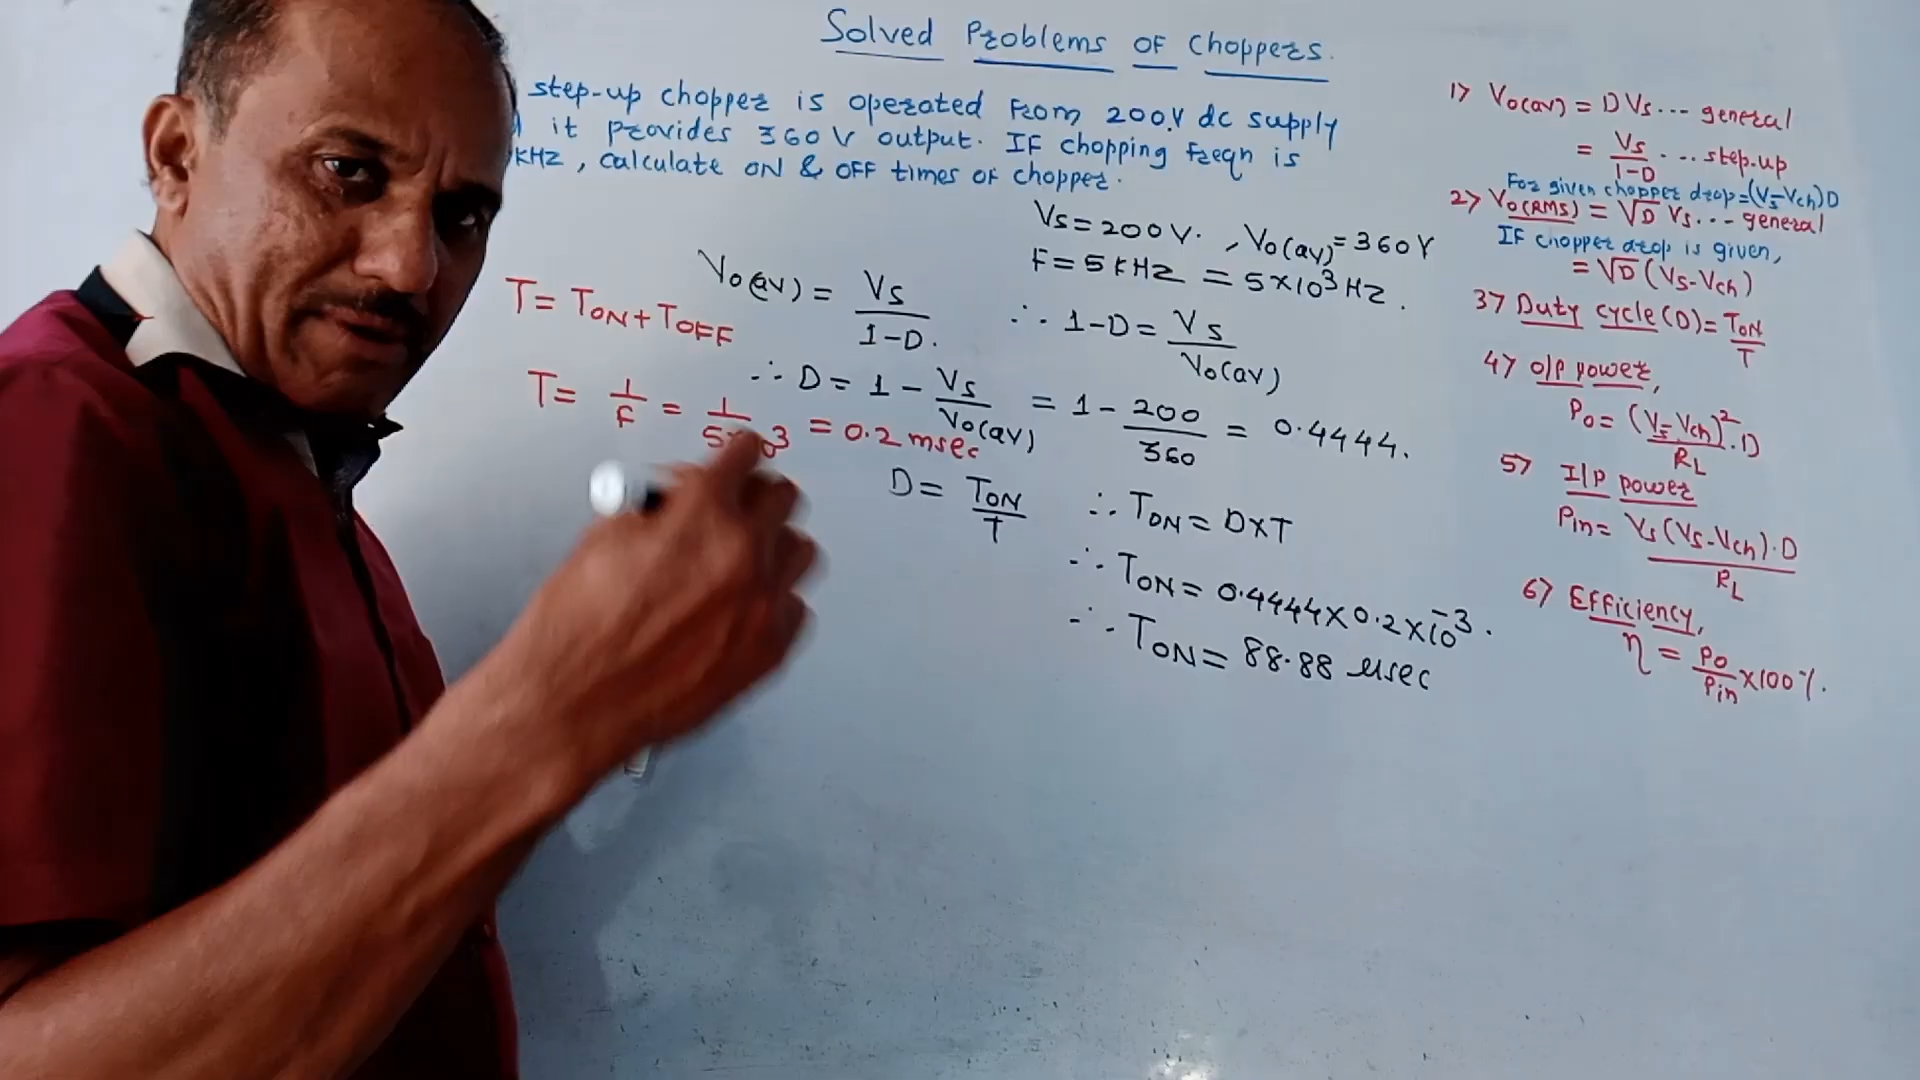 Solved Problems OF Choppers.
step-up chopper is operated From 200V dc supply
it provides 360 V output. IF chopping Freqn is
KHZ, calculate ON & OFF times OF chopper.
Vs = 200 V. , Vo(av) = 360 V
F = 5 KHZ = 5×10³ HZ.
Vo(av) = Vs / 1-D.
∴ 1-D = Vs / Vo(av)
T = TON + TOFF
∴ D = 1 - Vs / Vo(av) = 1 - 200 / 360 = 0.4444.
T = 1 / F = 1 / 5×10³ = 0.2 msec
D = TON / T ∴ TON = D×T
∴ TON = 0.4444×0.2×10⁻³.
∴ TON = 88.88 μsec
1> Vo(av) = D Vs ... general
= Vs / 1-D ... step-up
For given chopper drop = (Vs-Vch) D
2> Vo(RMS) = √D Vs ... general
IF chopper drop is given,
= √D (Vs-Vch)
3> Duty cycle (D) = TON / T
4> o/p power,
Po = (Vs-Vch)² . D / RL
5> I/P power
Pin = Vs (Vs-Vch) . D / RL
6> Efficiency,
η = Po / Pin × 100 %.